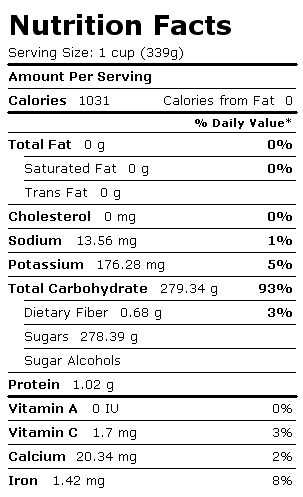 Nutrition Facts
Serving Size: 1 cup (339g)
Amount Per Serving
Calories 1031 Calories from Fat 0
% Daily Value*
Total Fat 0 g 0%
Saturated Fat 0 g 0%
Trans Fat 0 g
Cholesterol 0 mg 0%
Sodium 13.56 mg 1%
Potassium 176.28 mg 5%
Total Carbohydrate 279.34 g 93%
Dietary Fiber 0.68 g 3%
Sugars 278.39 g
Sugar Alcohols
Protein 1.02 g
Vitamin A 0 IU 0%
Vitamin C 1.7 mg 3%
Calcium 20.34 mg 2%
Iron 1.42 mg 8%